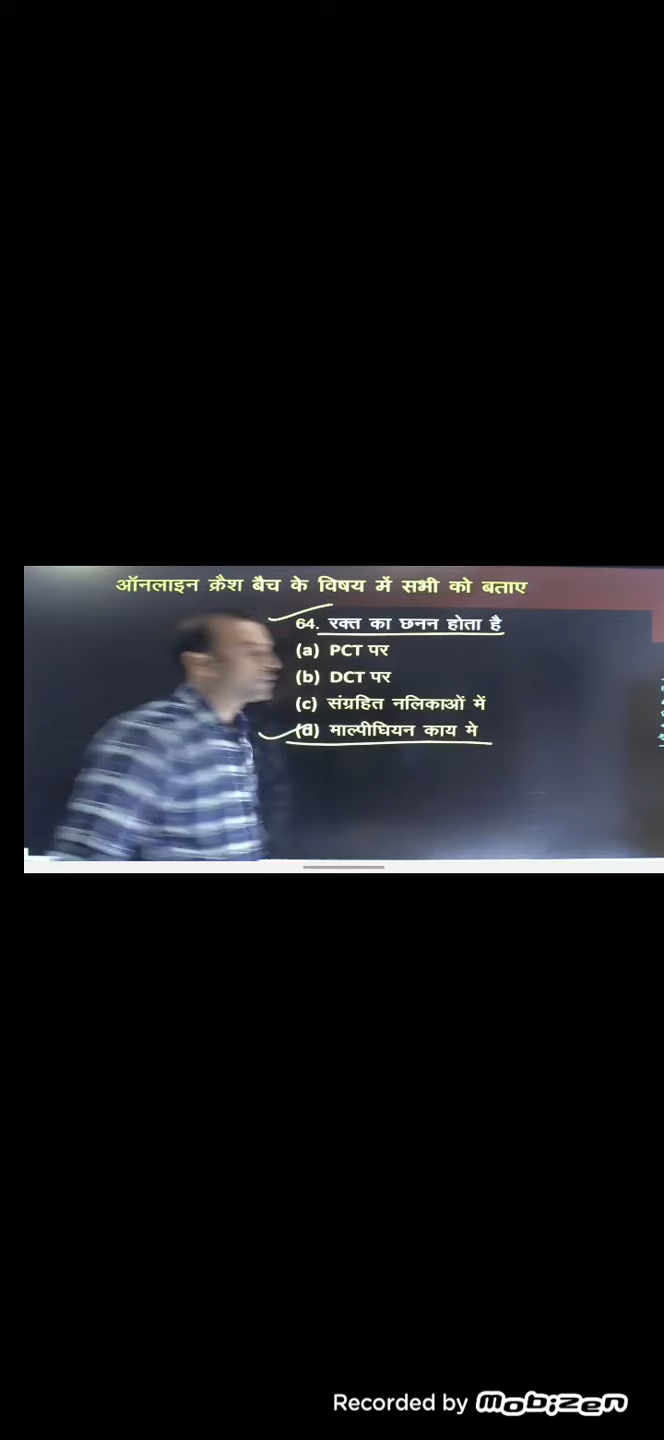 ऑनलाइन क्रैश बैच के विषय में सभी को बताए
64. रक्त का छनन होता है
(a) PCT पर
(b) DCT पर
(c) संग्रहित नलिकाओं में
(d) माल्पीघियन काय मे
Recorded by Mobizen